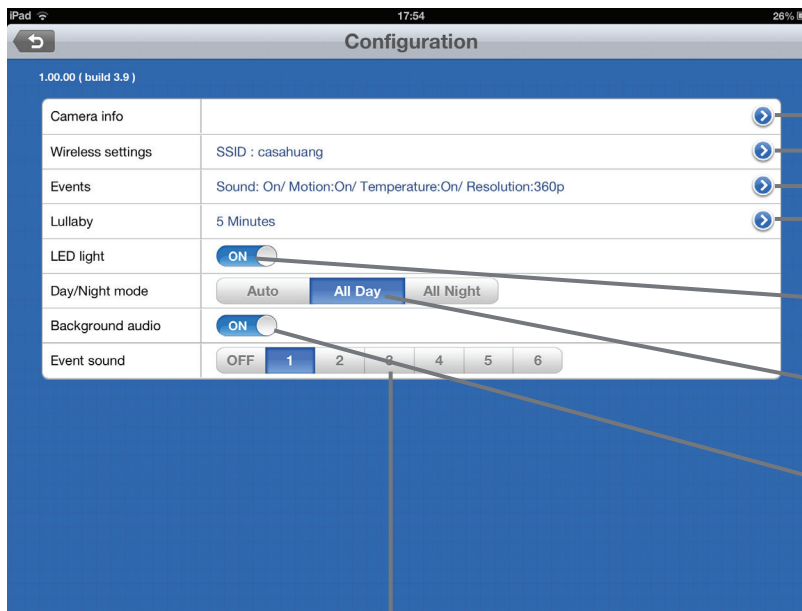 iPad 17:54 26%
Configuration
1.00.00 ( build 3.9 )
Camera info
Wireless settings SSID : casahuang
Events Sound: On/ Motion:On/ Temperature:On/ Resolution:360p
Lullaby 5 Minutes
LED light ON
Day/Night mode Auto All Day All Night
Background audio ON
Event sound OFF 1 2 3 4 5 6